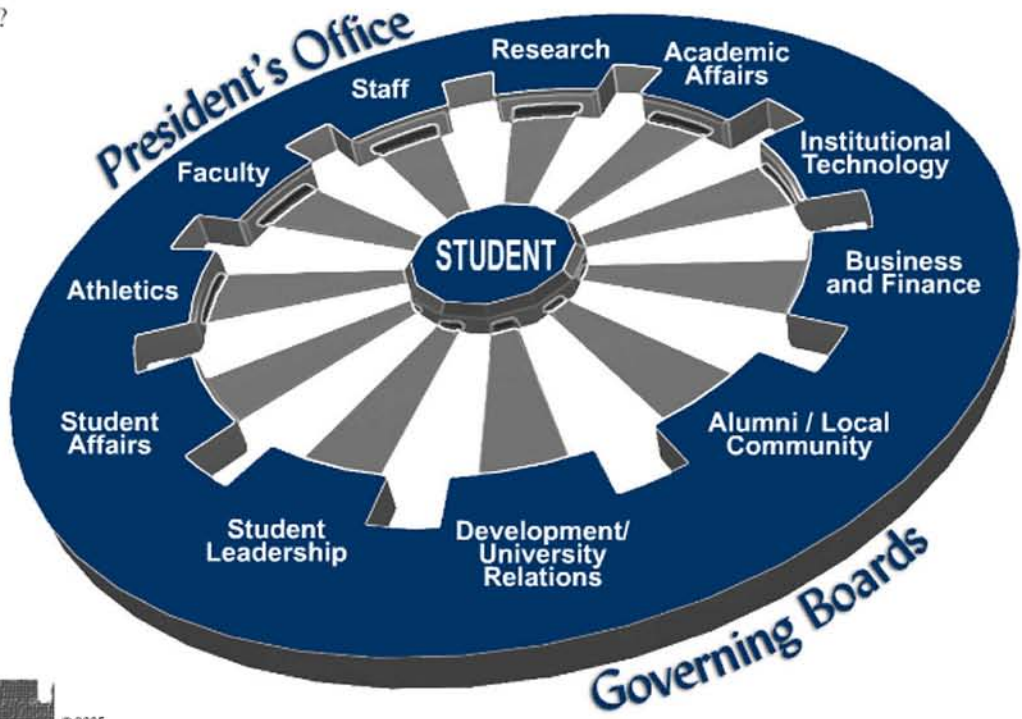 ?
President's Office
Research
Academic
Affairs
Staff
Institutional
Technology
Faculty
STUDENT
Business
and Finance
Athletics
Student
Affairs
Alumni / Local
Community
Student
Leadership
Development/
University
Relations
Governing Boards